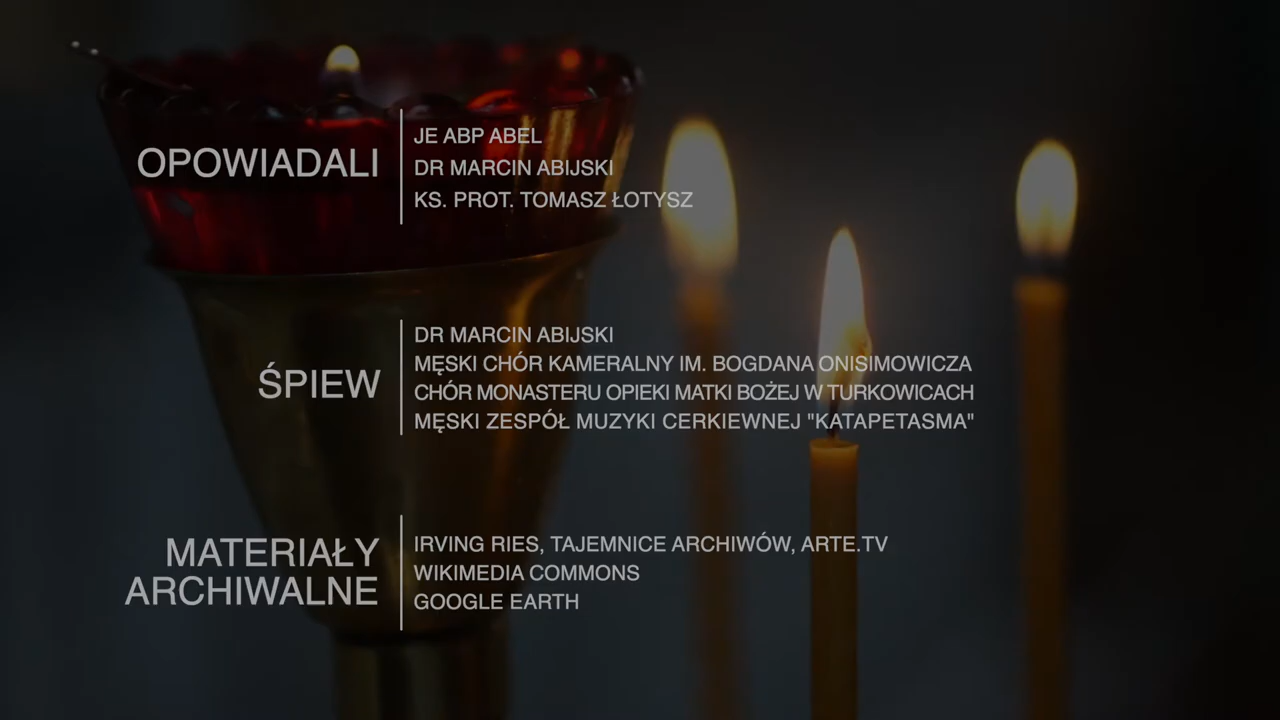 OPOWIADALI
JE ABP ABEL
DR MARCIN ABIJSKI
KS. PROT. TOMASZ ŁOTYSZ
ŚPIEW
DR MARCIN ABIJSKI
MĘSKI CHÓR KAMERALNY IM. BOGDANA ONISIMOWICZA
CHÓR MONASTERU OPIEKI MATKI BOŻEJ W TURKOWICACH
MĘSKI ZESPÓŁ MUZYKI CERKIEWNEJ "KATAPETASMA"
MATERIAŁY
ARCHIWALNE
IRVING RIES, TAJEMNICE ARCHIWÓW, ARTE.TV
WIKIMEDIA COMMONS
GOOGLE EARTH